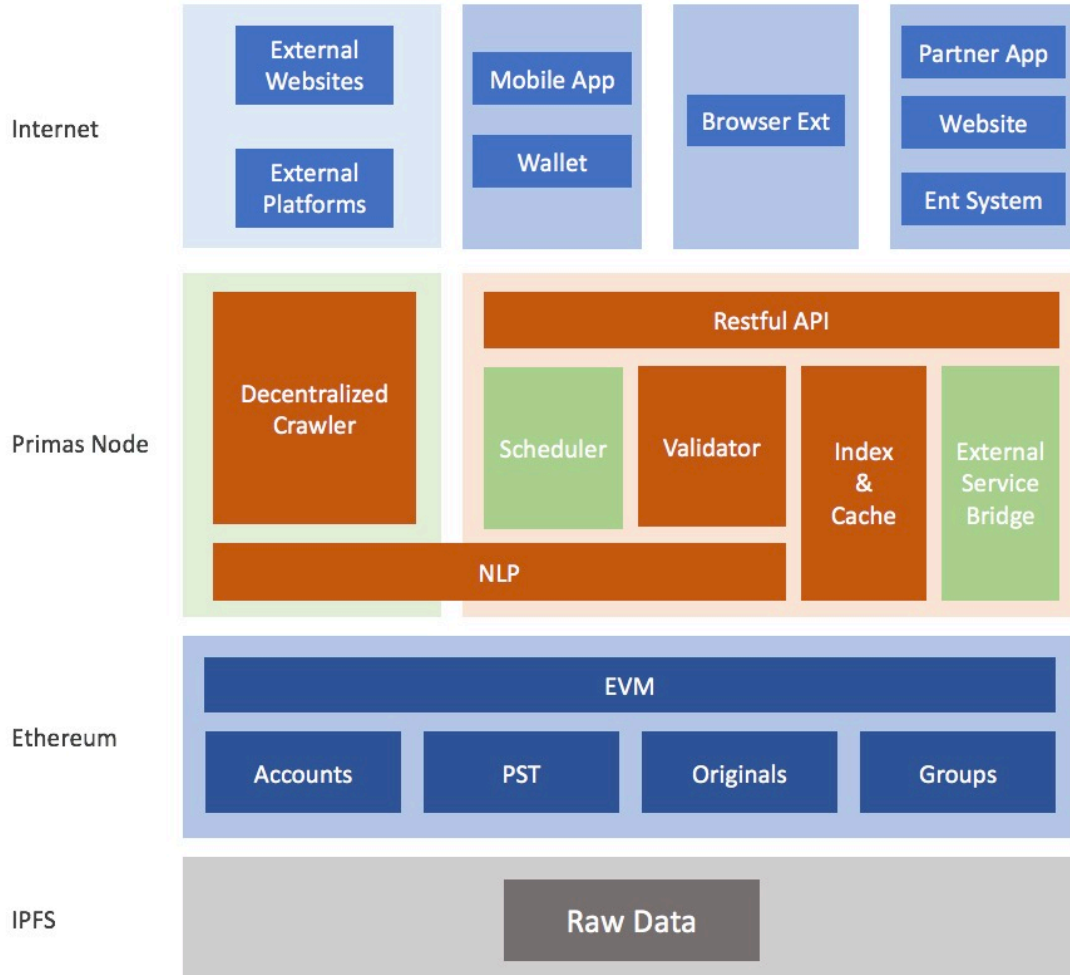 Internet
External
Websites
External
Platforms
Mobile App
Wallet
Browser Ext
Partner App
Website
Ent System
Primas Node
Decentralized
Crawler
Restful API
Scheduler
Validator
Index
&
Cache
External
Service
Bridge
NLP
Ethereum
EVM
Accounts
PST
Originals
Groups
IPFS
Raw Data